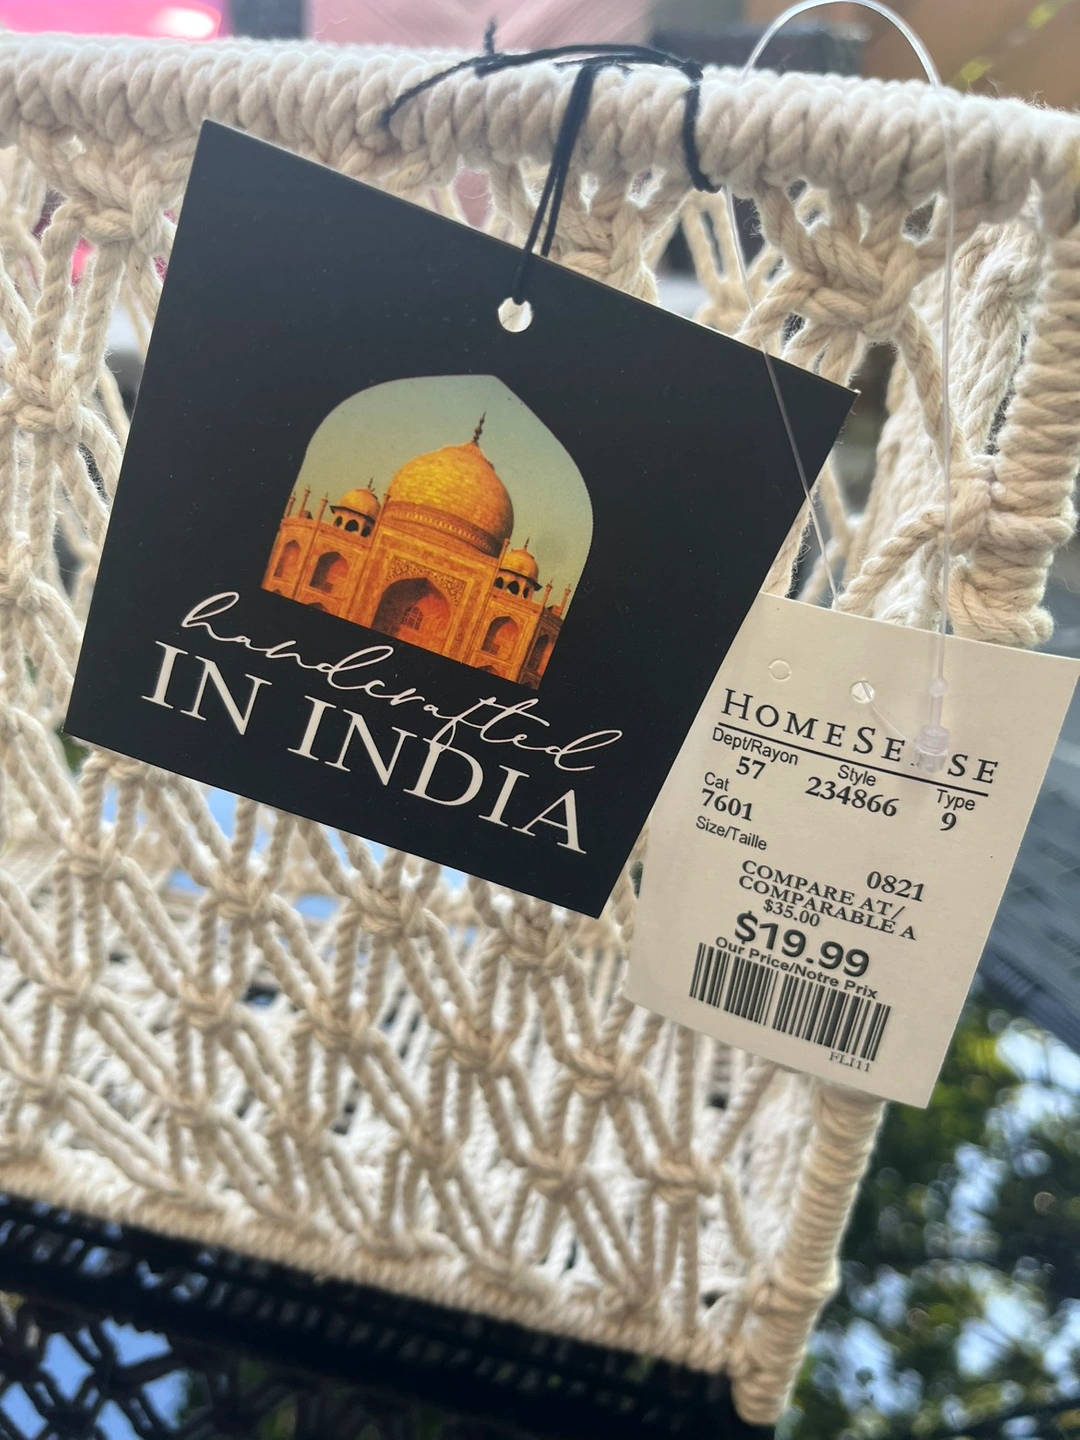 handcrafted
IN INDIA
HOMESENSE
Dept/Rayon Style Type
57 234866 9
Cat
7601
Size/Taille
0821
COMPARE AT/
COMPARABLE A
$35.00
$19.99
Our Price/Notre Prix
FLI11